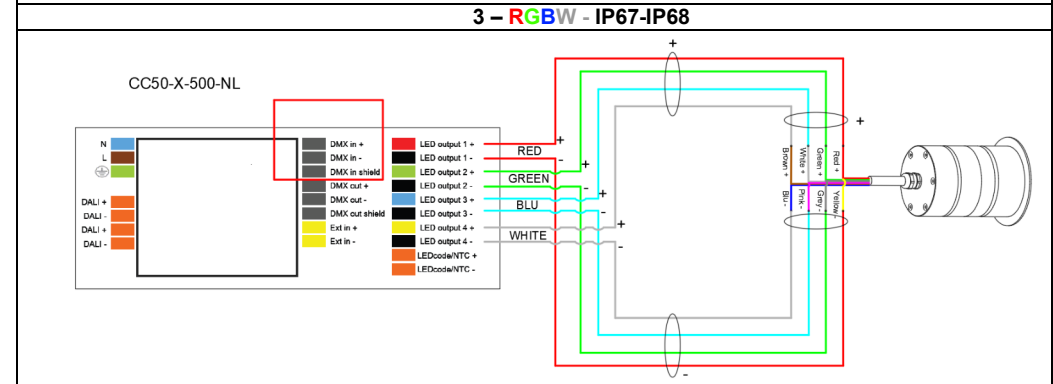 3 – RGBW - IP67-IP68
CC50-X-500-NL
N
L
DALI +
DALI -
DALI +
DALI -
DMX in +
DMX in -
DMX in shield
DMX out +
DMX out -
DMX out shield
Ext in +
Ext in -
LED output 1 +
LED output 1 -
LED output 2 +
LED output 2 -
LED output 3 +
LED output 3 -
LED output 4 +
LED output 4 -
LEDcode/NTC +
LEDcode/NTC -
RED
GREEN
BLU
WHITE
+
-
+
-
+
-
+
-
+
-
+
Brown +
White +
Green +
Red +
Blu -
Pink -
Grey -
Yellow -